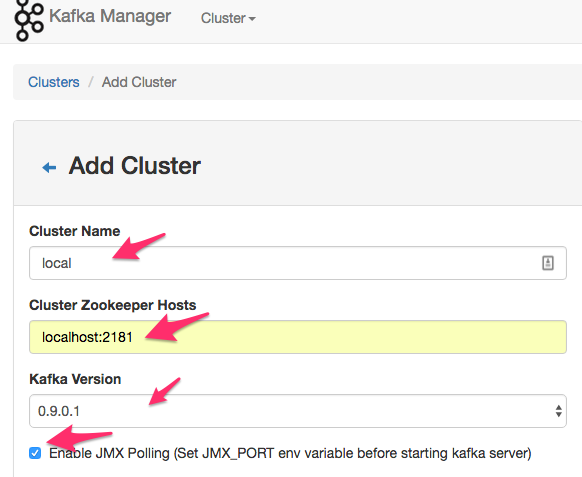 Kafka Manager Cluster
Clusters / Add Cluster
Add Cluster
Cluster Name
local
Cluster Zookeeper Hosts
localhost:2181
Kafka Version
0.9.0.1
Enable JMX Polling (Set JMX_PORT env variable before starting kafka server)